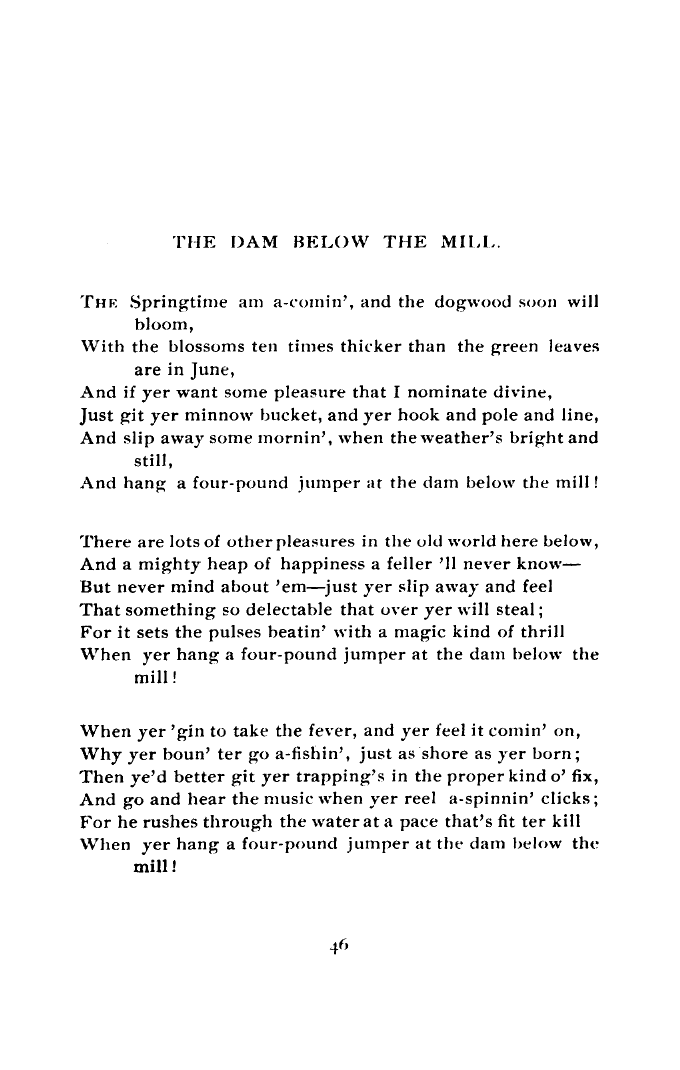 THE DAM BELOW THE MILL.
THE Springtime am a-comin', and the dogwood soon will
bloom,
With the blossoms ten times thicker than the green leaves
are in June,
And if yer want some pleasure that I nominate divine,
Just git yer minnow bucket, and yer hook and pole and line,
And slip away some mornin', when the weather's bright and
still,
And hang a four-pound jumper at the dam below the mill!
There are lots of other pleasures in the old world here below,
And a mighty heap of happiness a feller 'll never know—
But never mind about 'em—just yer slip away and feel
That something so delectable that over yer will steal;
For it sets the pulses beatin' with a magic kind of thrill
When yer hang a four-pound jumper at the dam below the
mill!
When yer 'gin to take the fever, and yer feel it comin' on,
Why yer boun' ter go a-fishin', just as shore as yer born;
Then ye'd better git yer trapping's in the proper kind o' fix,
And go and hear the music when yer reel a-spinnin' clicks;
For he rushes through the water at a pace that's fit ter kill
When yer hang a four-pound jumper at the dam below the
mill!
46